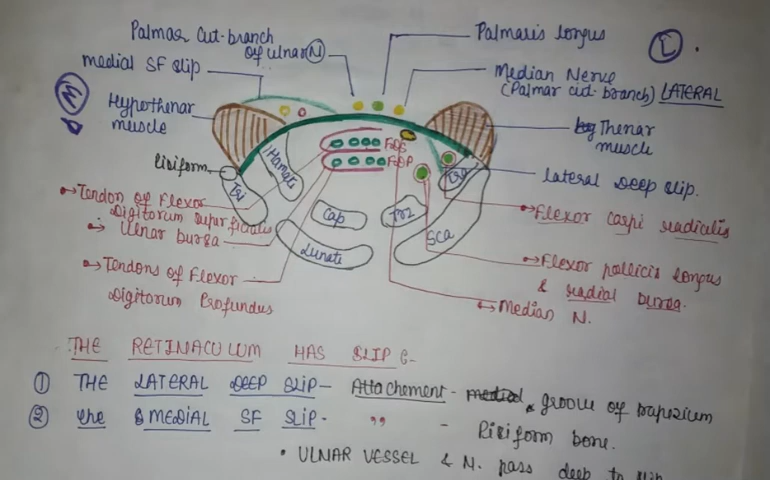 Palmar cut-branch
of ulnar N
Palmaris longus
L
medial SF slip
Median Nerve
(Palmar cut-branch) LATERAL
M
Hypothenar
muscle
Thenar
muscle
Pisiform
Hamate
FDS
FDP
Tra
lateral Deep slip.
Tri
Tendon of Flexor
Digitorum superficialis
Ulnar bursa
Cap
TRZ
SCa
Lunate
Flexor carpi radialis
Tendons of Flexor
Digitorum Profundus
Flexor pollicis longus
& radial bursa.
Median N.
THE RETINACULUM HAS SLIP :-
1 THE LATERAL DEEP SLIP - Attachement - medial, groove of trapezium
2 the MEDIAL SF SLIP - ,, - Pisiform bone.
• ULNAR VESSEL & N. pass deep to slip